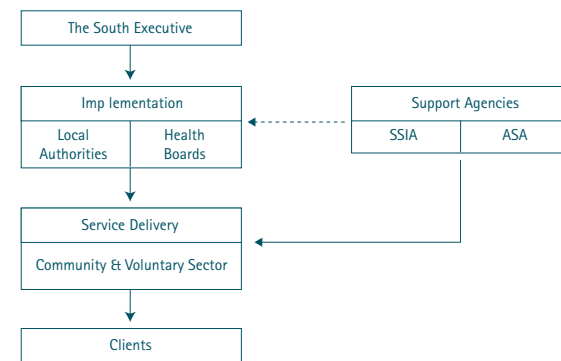 The South Executive
Imp lementation
Local
Authorities
Health
Boards
Support Agencies
SSIA
ASA
Service Delivery
Community & Voluntary Sector
Clients